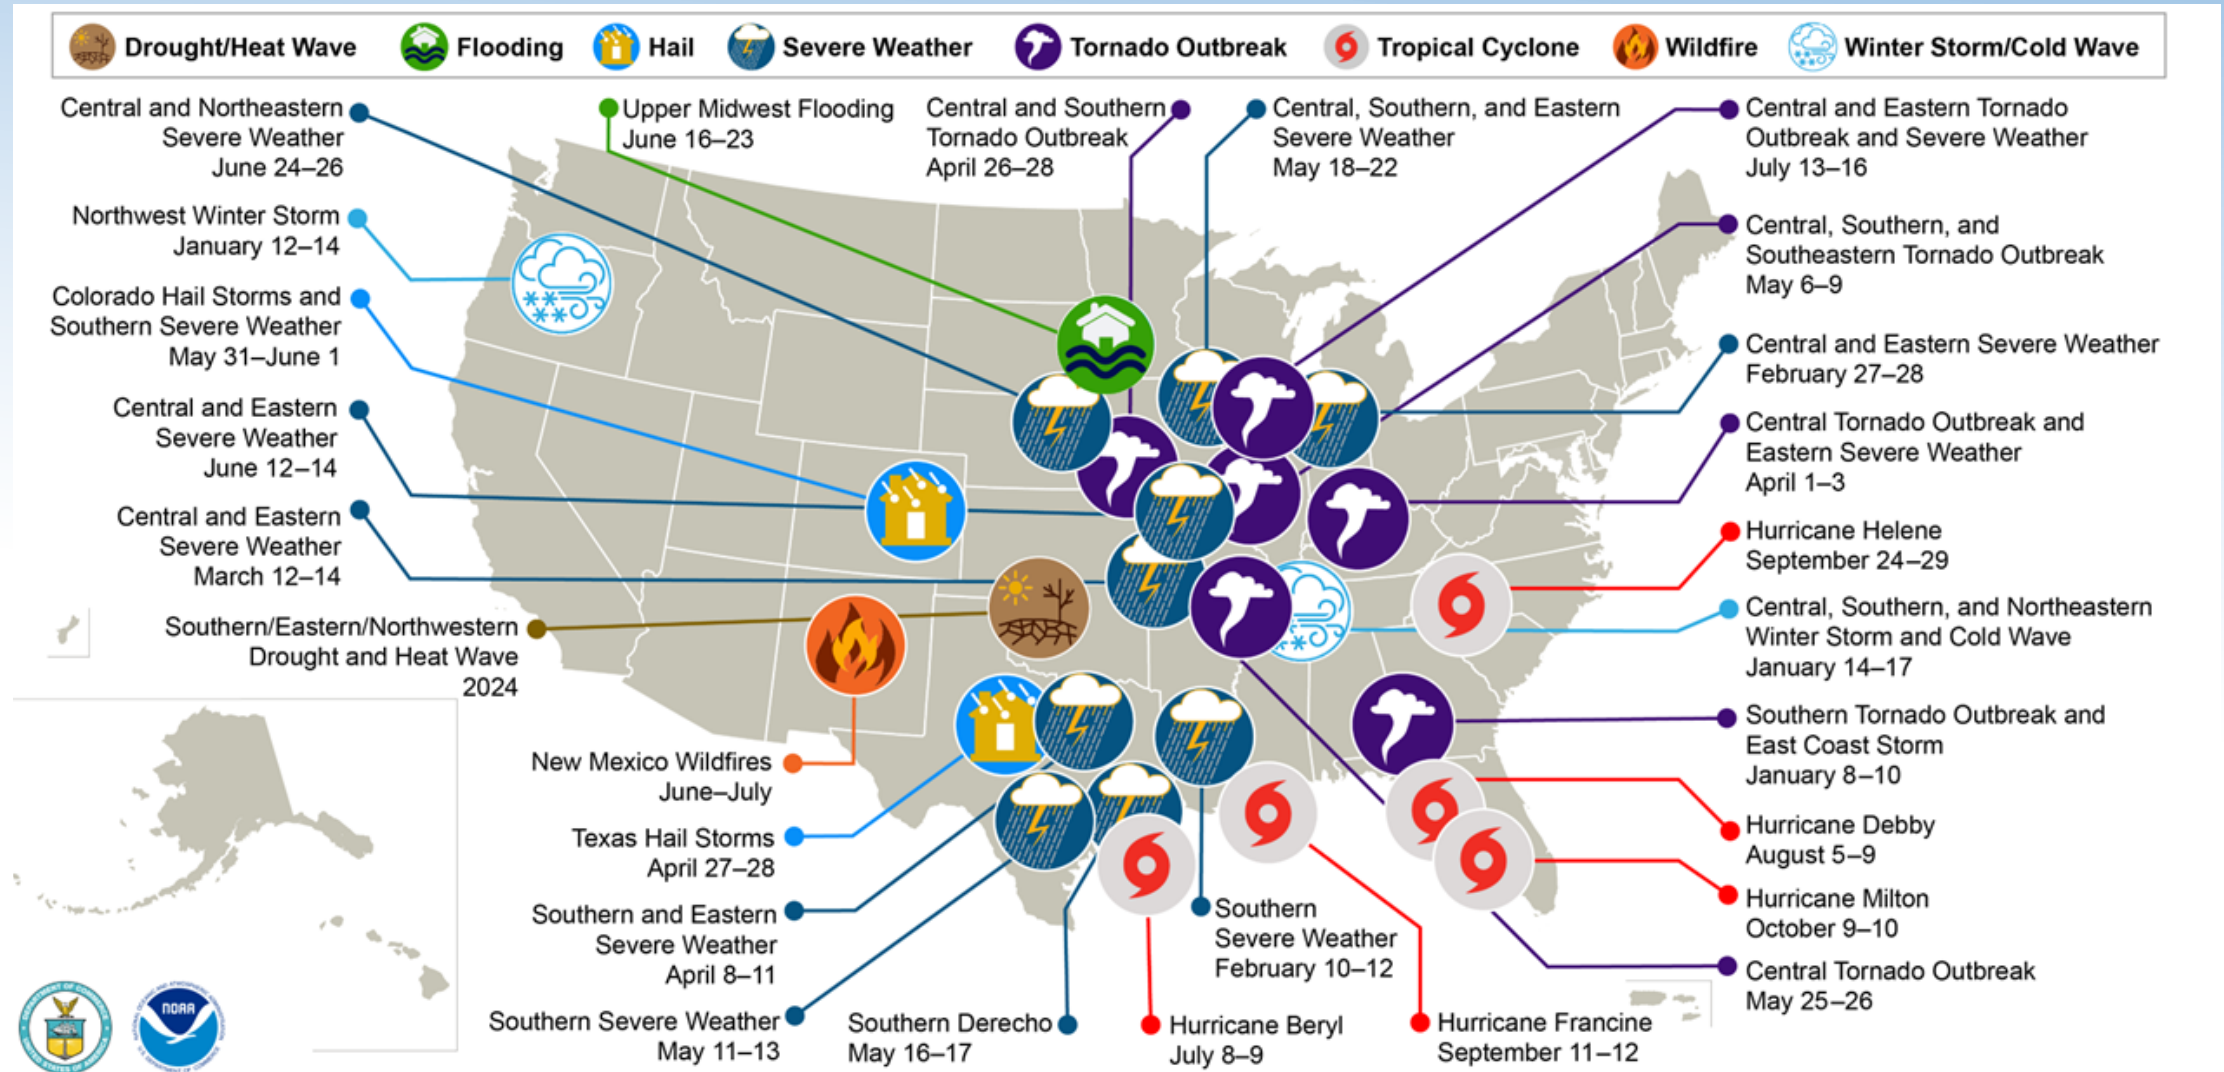 Drought/Heat Wave
Flooding
Hail
Severe Weather
Tornado Outbreak
Tropical Cyclone
Wildfire
Winter Storm/Cold Wave
Central and Northeastern
Severe Weather
June 24–26
Northwest Winter Storm
January 12–14
Colorado Hail Storms and
Southern Severe Weather
May 31–June 1
Central and Eastern
Severe Weather
June 12–14
Central and Eastern
Severe Weather
March 12–14
Southern/Eastern/Northwestern
Drought and Heat Wave
2024
Upper Midwest Flooding
June 16–23
Central and Southern
Tornado Outbreak
April 26–28
Central, Southern, and Eastern
Severe Weather
May 18–22
Central and Eastern Tornado
Outbreak and Severe Weather
July 13–16
Central, Southern, and
Southeastern Tornado Outbreak
May 6–9
Central and Eastern Severe Weather
February 27–28
Central Tornado Outbreak and
Eastern Severe Weather
April 1–3
Hurricane Helene
September 24–29
Central, Southern, and Northeastern
Winter Storm and Cold Wave
January 14–17
Southern Tornado Outbreak and
East Coast Storm
January 8–10
Hurricane Debby
August 5–9
Hurricane Milton
October 9–10
Central Tornado Outbreak
May 25–26
New Mexico Wildfires
June–July
Texas Hail Storms
April 27–28
Southern and Eastern
Severe Weather
April 8–11
Southern Severe Weather
May 11–13
Southern Derecho
May 16–17
Hurricane Beryl
July 8–9
Southern
Severe Weather
February 10–12
Hurricane Francine
September 11–12
DEPARTMENT OF COMMERCE
UNITED STATES OF AMERICA
NOAA